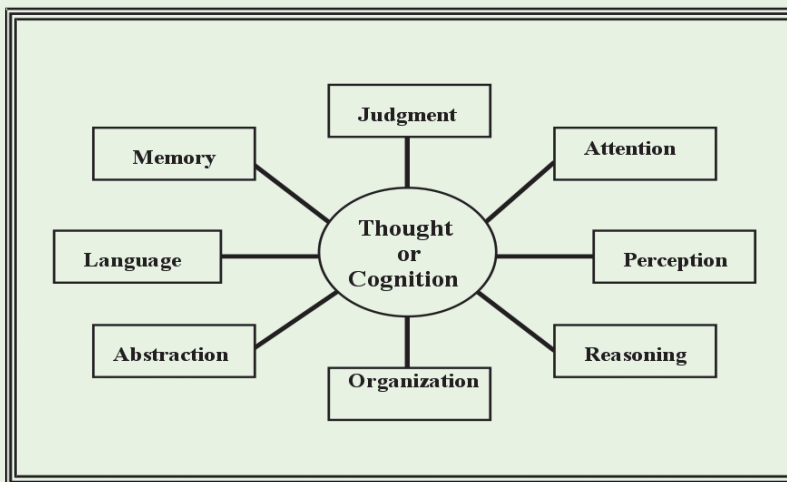 Judgment
Memory
Attention
Thought
or
Cognition
Language
Perception
Abstraction
Reasoning
Organization